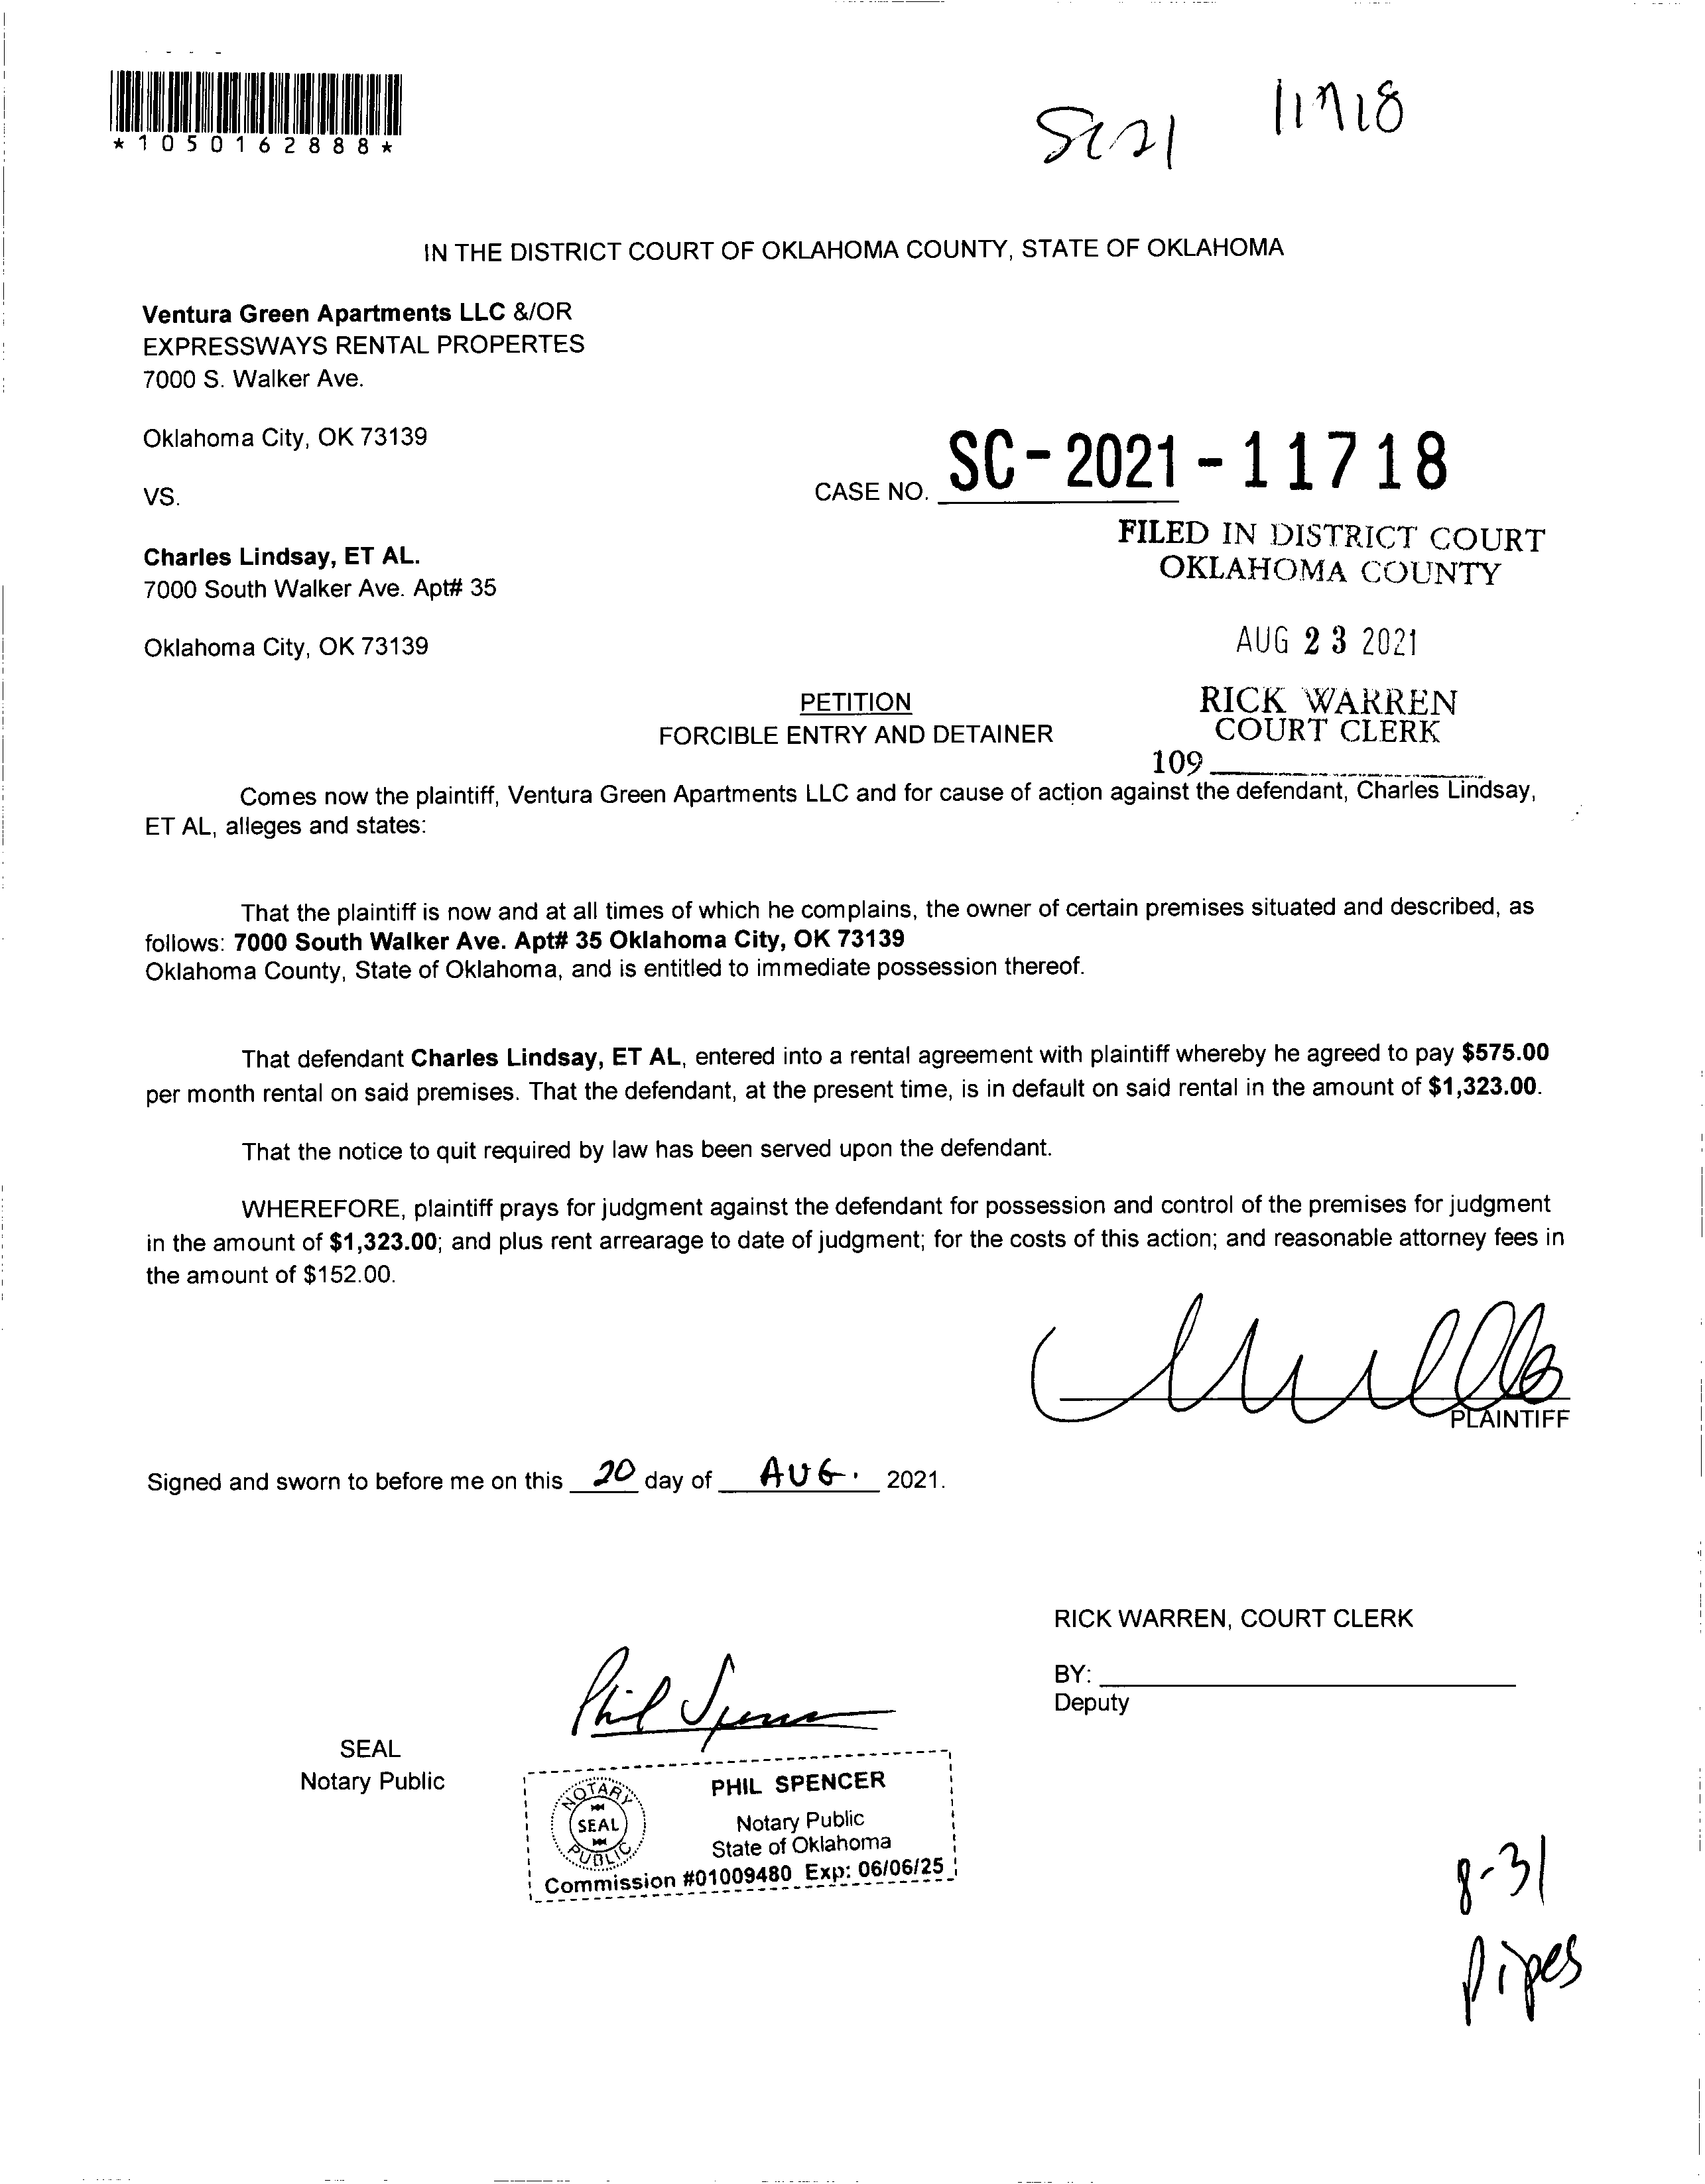 *1050162888*
SC21 11718
IN THE DISTRICT COURT OF OKLAHOMA COUNTY, STATE OF OKLAHOMA
Ventura Green Apartments LLC &/OR
EXPRESSWAYS RENTAL PROPERTES
7000 S. Walker Ave.
Oklahoma City, OK 73139
VS.
CASE NO. SC-2021-11718
FILED IN DISTRICT COURT
OKLAHOMA COUNTY
Charles Lindsay, ET AL.
7000 South Walker Ave. Apt# 35
Oklahoma City, OK 73139
AUG 23 2021
RICK WARREN
COURT CLERK
109
PETITION
FORCIBLE ENTRY AND DETAINER
Comes now the plaintiff, Ventura Green Apartments LLC and for cause of action against the defendant, Charles Lindsay,
ET AL, alleges and states:
That the plaintiff is now and at all times of which he complains, the owner of certain premises situated and described, as
follows: 7000 South Walker Ave. Apt# 35 Oklahoma City, OK 73139
Oklahoma County, State of Oklahoma, and is entitled to immediate possession thereof.
That defendant Charles Lindsay, ET AL, entered into a rental agreement with plaintiff whereby he agreed to pay $575.00
per month rental on said premises. That the defendant, at the present time, is in default on said rental in the amount of $1,323.00.
That the notice to quit required by law has been served upon the defendant.
WHEREFORE, plaintiff prays for judgment against the defendant for possession and control of the premises for judgment
in the amount of $1,323.00; and plus rent arrearage to date of judgment; for the costs of this action; and reasonable attorney fees in
the amount of $152.00.
PLAINTIFF
Signed and sworn to before me on this 20 day of AUG. 2021.
RICK WARREN, COURT CLERK
BY:
Deputy
Phil Spencer
SEAL
Notary Public
NOTARY
SEAL
PUBLIC
PHIL SPENCER
Notary Public
State of Oklahoma
Commission #01009480 Exp: 06/06/25
8-31
Pipes